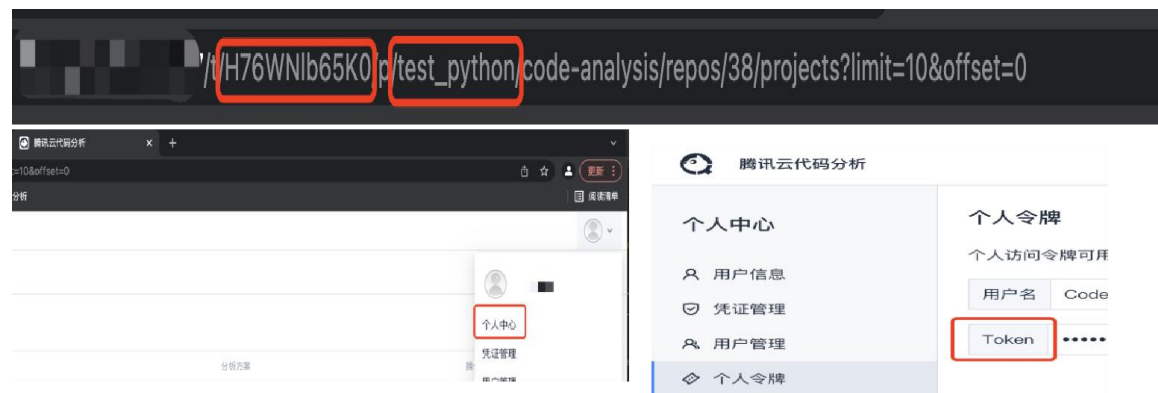 /t/H76WNlb65K0/p/test_python/code-analysis/repos/38/projects?limit=10&offset=0
腾讯云代码分析 x +
=10&offset=0
更新
分析
阅读清单
个人中心
凭证管理
用户管理
分析方案
腾讯云代码分析
个人中心
用户信息
凭证管理
用户管理
个人令牌
个人令牌
个人访问令牌可用
用户名 Code
Token •••••